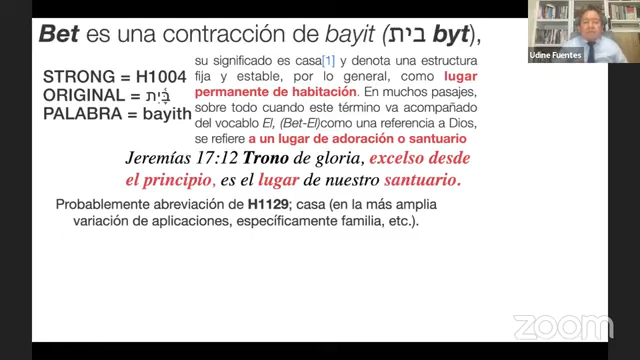 Bet es una contracción de bayit (בית byt),
su significado es casa[1] y denota una estructura
fija y estable, por lo general, como lugar
permanente de habitación. En muchos pasajes,
sobre todo cuando este término va acompañado
del vocablo El, (Bet-El)como una referencia a Dios,
se refiere a un lugar de adoración o santuario
STRONG = H1004
ORIGINAL = בַּיִת
PALABRA = bayith
Jeremías 17:12 Trono de gloria, excelso desde
el principio, es el lugar de nuestro santuario.
Probablemente abreviación de H1129; casa (en la más amplia
variación de aplicaciones, específicamente familia, etc.).
Udine Fuentes
zoom